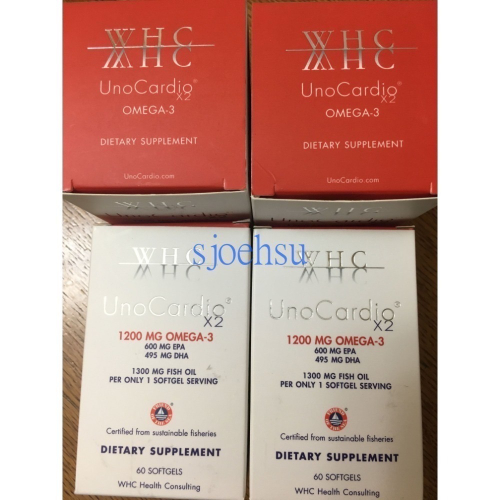 WHC
UnoCardio®
X2
OMEGA-3
DIETARY SUPPLEMENT
UnoCardio.com
WHC
UnoCardio®
X2
OMEGA-3
DIETARY SUPPLEMENT
UnoCardio.com
sjoehsu
WHC
UnoCardio
X2
1200 MG OMEGA-3
600 MG EPA
495 MG DHA
1300 MG FISH OIL
PER ONLY 1 SOFTGEL SERVING
Certified from sustainable fisheries
DIETARY SUPPLEMENT
60 SOFTGELS
WHC Health Consulting
WHC
UnoCardio
X2
1200 MG OMEGA-3
600 MG EPA
495 MG DHA
1300 MG FISH OIL
PER ONLY 1 SOFTGEL SERVING
Certified from sustainable fisheries
DIETARY SUPPLEMENT
60 SOFTGELS
WHC Health Consulting